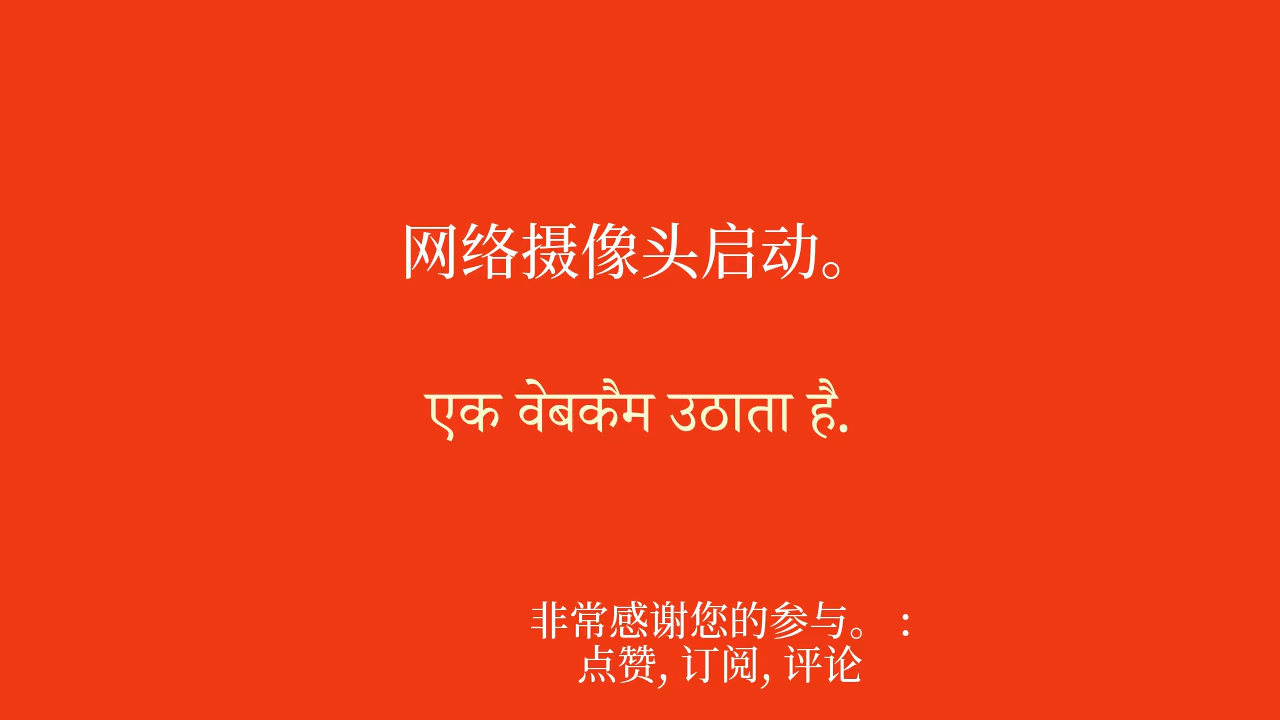 网络摄像头启动。
एक वेबकैम उठाता है.
非常感谢您的参与。 :
点赞, 订阅, 评论